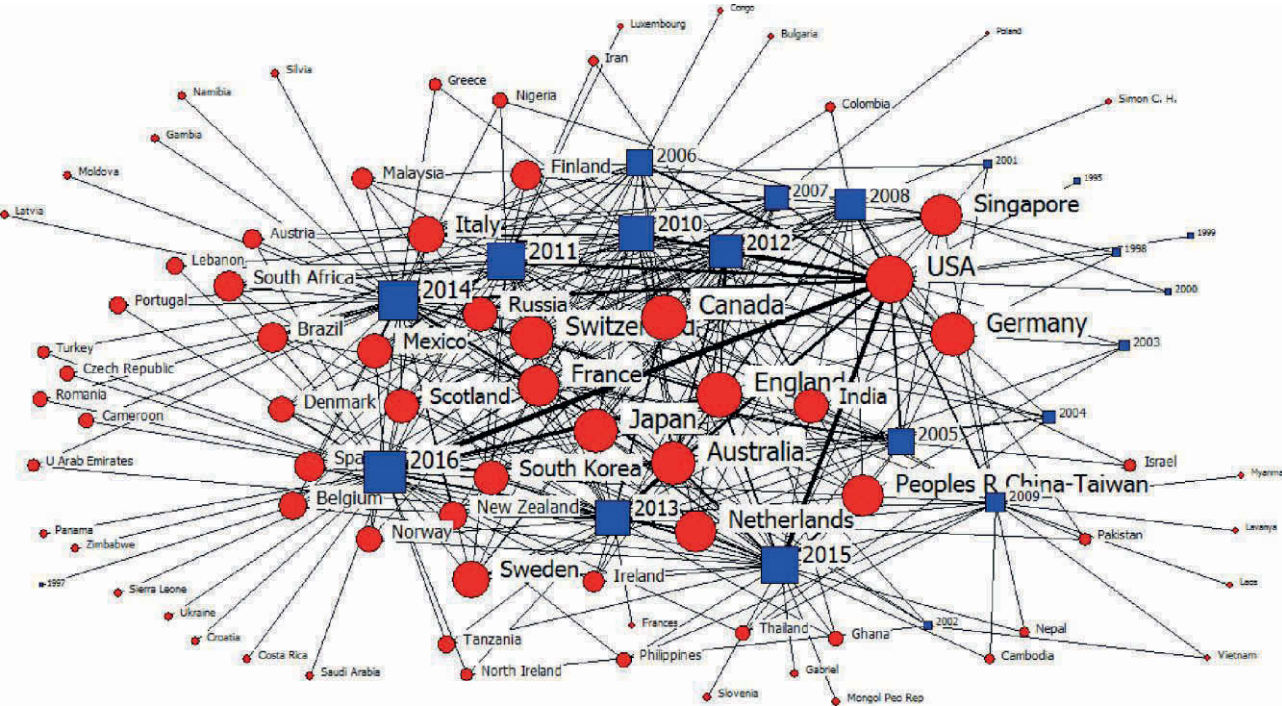 Congo
Luxembourg
Bulgaria
Poland
Iran
Silvia
Greece
Nigeria
Namibia
Colombia
Simon C. H.
Gambia
2006
2001
Moldova
Malaysia
Finland
1995
2007
2008
Singapore
Latvia
Italy
2010
2012
1999
Austria
2011
1998
Lebanon
USA
South Africa
2014
2000
Portugal
Russia
Canada
Brazil
Switzerland
Germany
Mexico
2003
Turkey
Czech Republic
France
England
Romania
Denmark
Scotland
India
Cameroon
Japan
2004
2005
U Arab Emirates
Spa
2016
South Korea
Australia
Israel
Myanma
Peoples R China-Taiwan
Belgium
New Zealand
2013
2009
Panama
Norway
Netherlands
Lavanya
Pakistan
Zimbabwe
2015
1997
Sweden
Ireland
Laos
Sierra Leone
Ukraine
Frances
Croatia
Tanzania
Thailand
Ghana
2002
Nepal
Costa Rica
Philippines
Cambodia
Vietnam
Saudi Arabia
North Ireland
Gabriel
Slovenia
Mongol Peo Rep